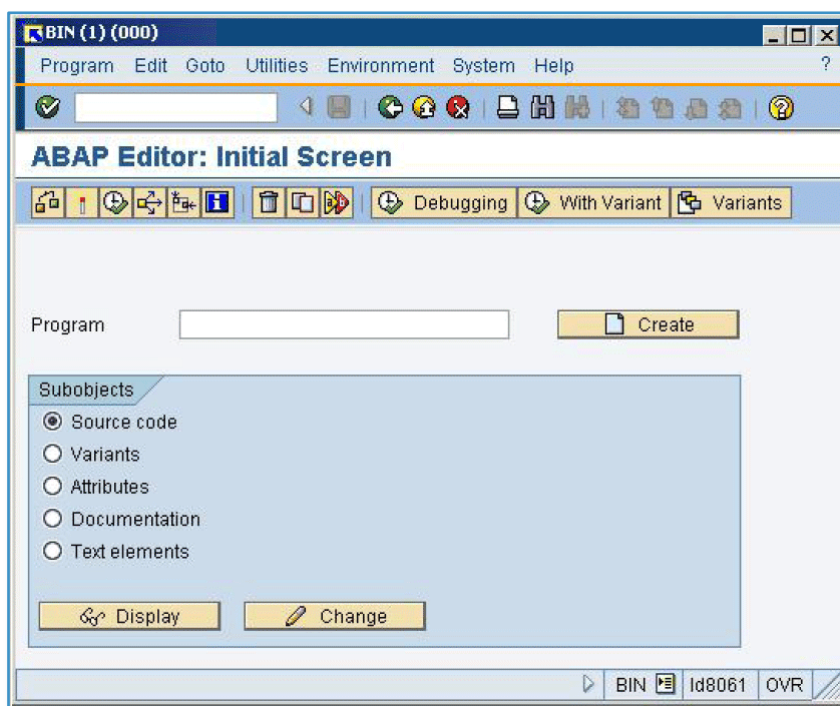 BIN (1) (000)
Program Edit Goto Utilities Environment System Help ?
ABAP Editor: Initial Screen
Debugging With Variant Variants
Program Create
Subobjects
Source code
Variants
Attributes
Documentation
Text elements
Display Change
BIN ld8061 OVR